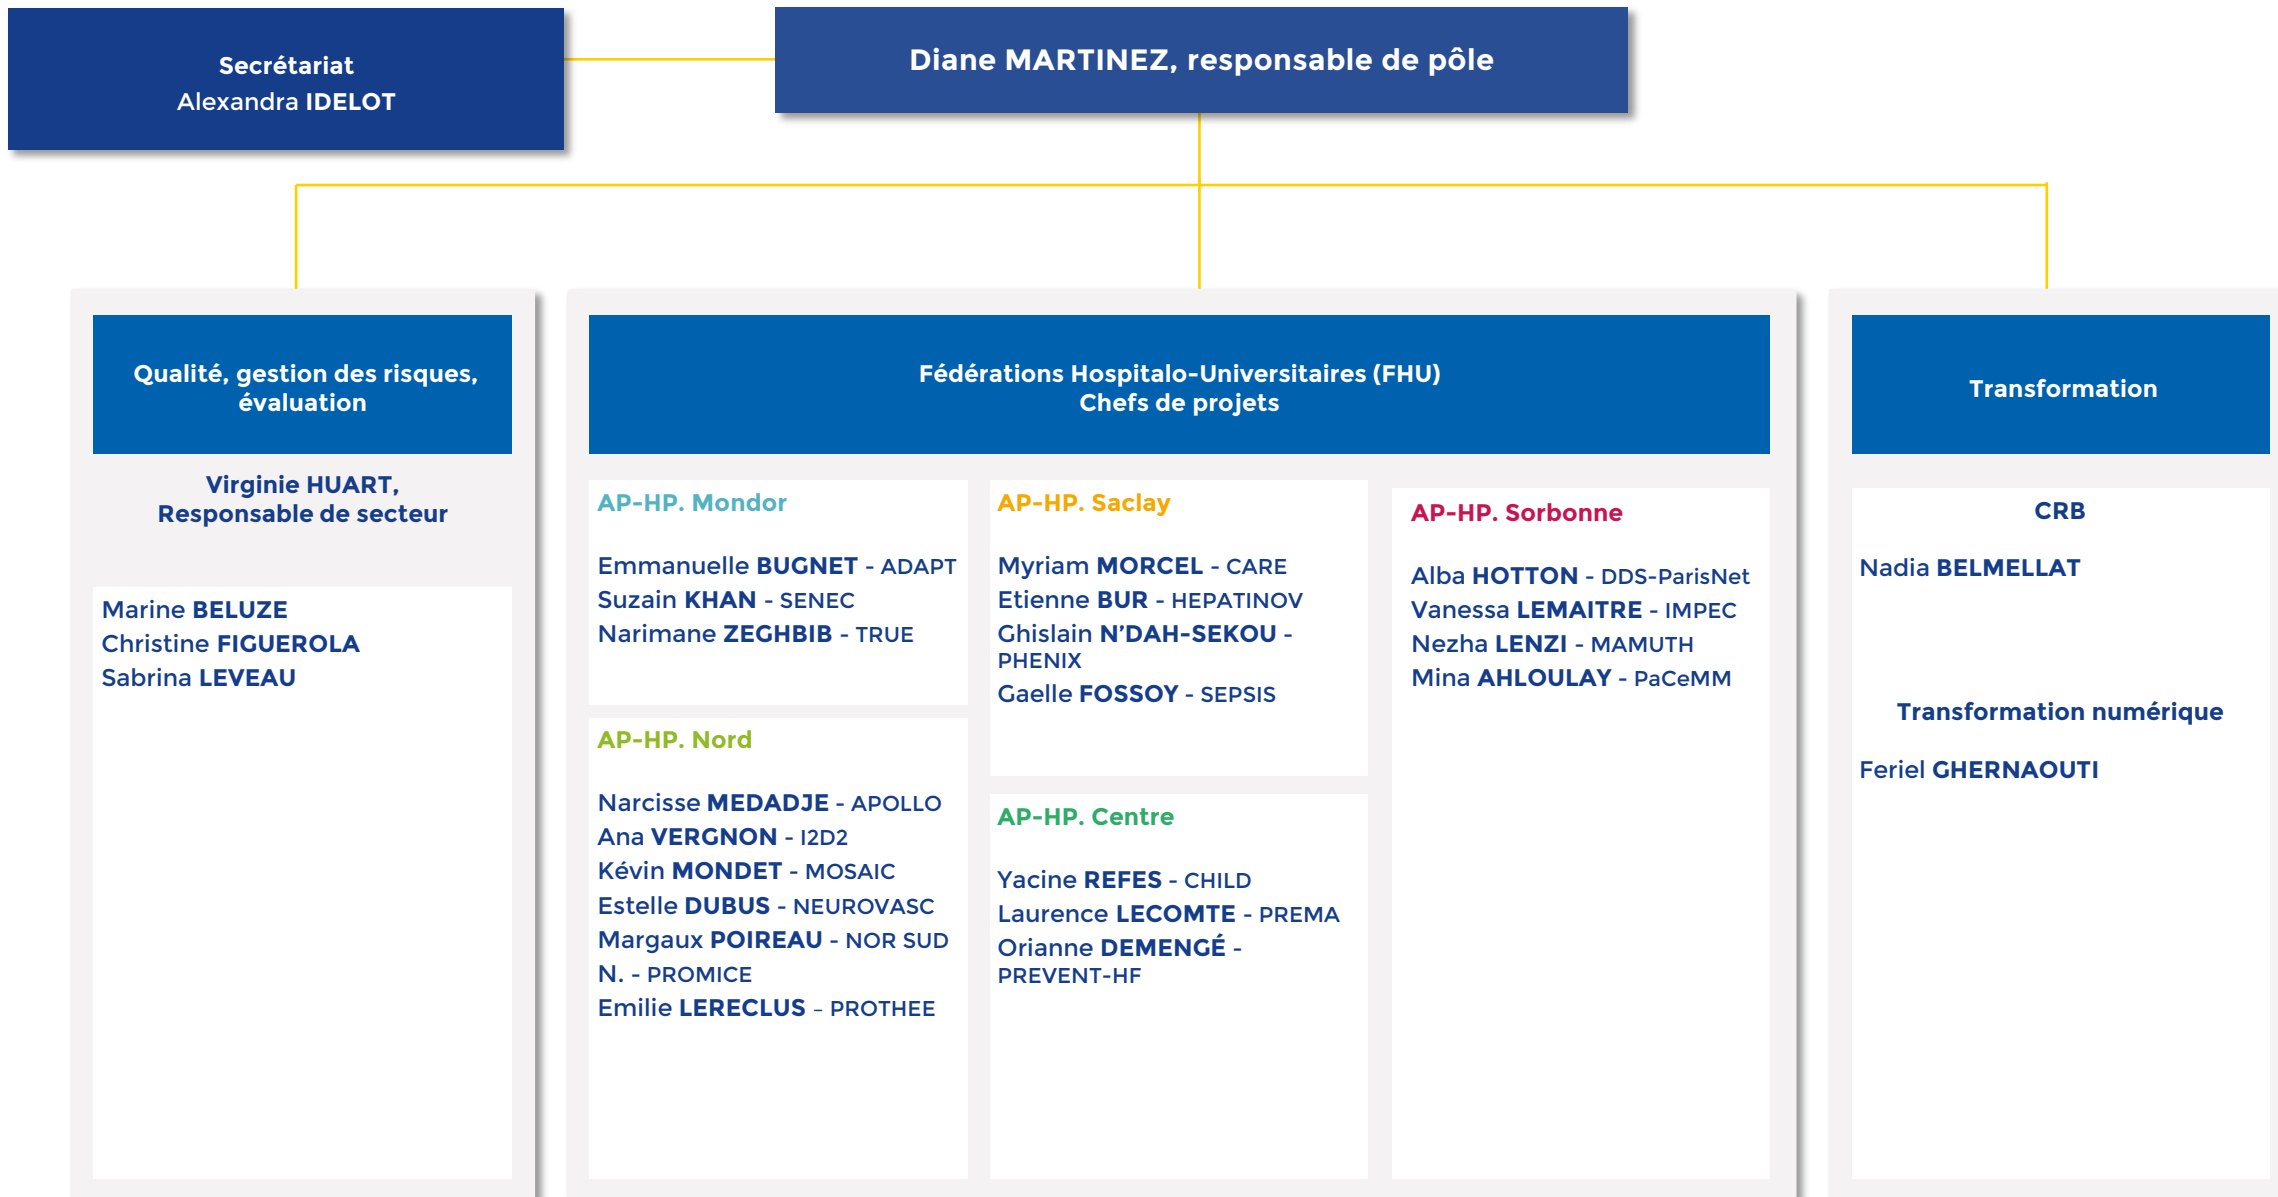 Secrétariat
Alexandra IDELOT
Diane MARTINEZ, responsable de pôle
Qualité, gestion des risques,
évaluation
Virginie HUART,
Responsable de secteur
Marine BELUZE
Christine FIGUEROLA
Sabrina LEVEAU
Fédérations Hospitalo-Universitaires (FHU)
Chefs de projets
AP-HP. Mondor
Emmanuelle BUGNET - ADAPT
Suzain KHAN - SENEC
Narimane ZEGHBIB - TRUE
AP-HP. Nord
Narcisse MEDADJE - APOLLO
Ana VERGNON - I2D2
Kévin MONDET - MOSAIC
Estelle DUBUS - NEUROVASC
Margaux POIREAU - NOR SUD
N. - PROMICE
Emilie LERECLUS – PROTHEE
AP-HP. Saclay
Myriam MORCEL - CARE
Etienne BUR - HEPATINOV
Ghislain N’DAH-SEKOU -
PHENIX
Gaelle FOSSOY - SEPSIS
AP-HP. Centre
Yacine REFES - CHILD
Laurence LECOMTE - PREMA
Orianne DEMENGÉ -
PREVENT-HF
AP-HP. Sorbonne
Alba HOTTON - DDS-ParisNet
Vanessa LEMAITRE - IMPEC
Nezha LENZI - MAMUTH
Mina AHLOULAY - PaCeMM
Transformation
CRB
Nadia BELMELLAT
Transformation numérique
Feriel GHERNAOUTI